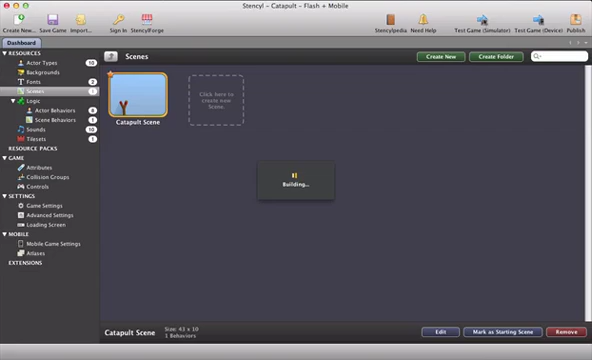 Stencyl - Catapult - Flash + Mobile
Create New...
Save Game
Import...
Sign In
StencylForge
Stencylpedia
Need Help
Test Game (Simulator)
Test Game (Device)
Publish
Dashboard
RESOURCES
Actor Types 10
Backgrounds
Fonts 2
Scenes 1
Logic
Actor Behaviors 8
Scene Behaviors 1
Sounds 10
Tilesets 1
RESOURCE PACKS
GAME
Attributes
Collision Groups
Controls
SETTINGS
Game Settings
Advanced Settings
Loading Screen
MOBILE
Mobile Game Settings
Atlases
EXTENSIONS
Scenes
Create New
Create Folder
Catapult Scene
Click here to
create new
Scene.
Building...
Catapult Scene
Size: 43 x 10
1 Behaviors
Edit
Mark as Starting Scene
Remove